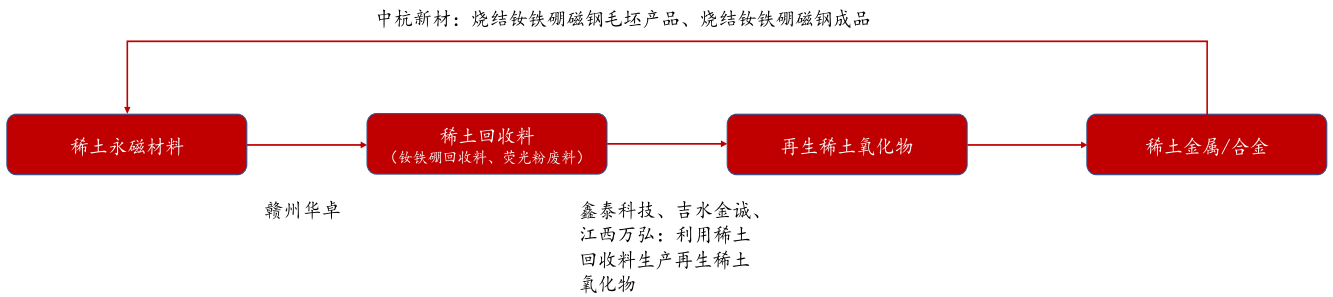 中杭新材：烧结钕铁硼磁钢毛坯产品、烧结钕铁硼磁钢成品
稀土永磁材料
稀土回收料
（钕铁硼回收料、荧光粉废料）
再生稀土氧化物
稀土金属/合金
赣州华卓
鑫泰科技、吉水金诚、
江西万弘：利用稀土
回收料生产再生稀土
氧化物